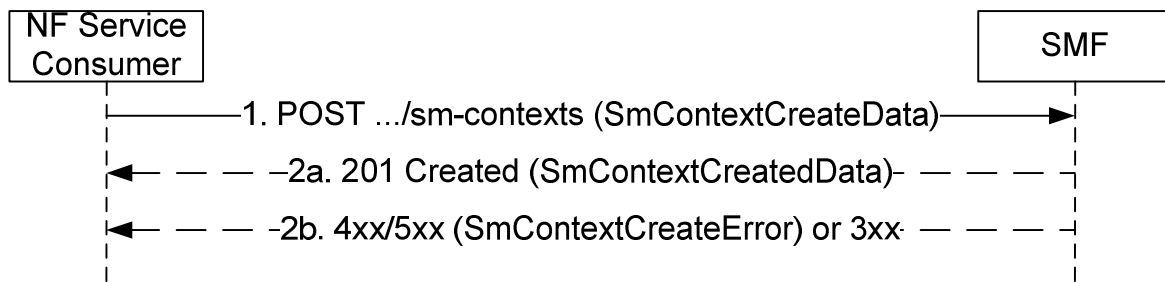 NF Service
Consumer
SMF
1. POST .../sm-contexts (SmContextCreateData)
2a. 201 Created (SmContextCreatedData)
2b. 4xx/5xx (SmContextCreateError) or 3xx